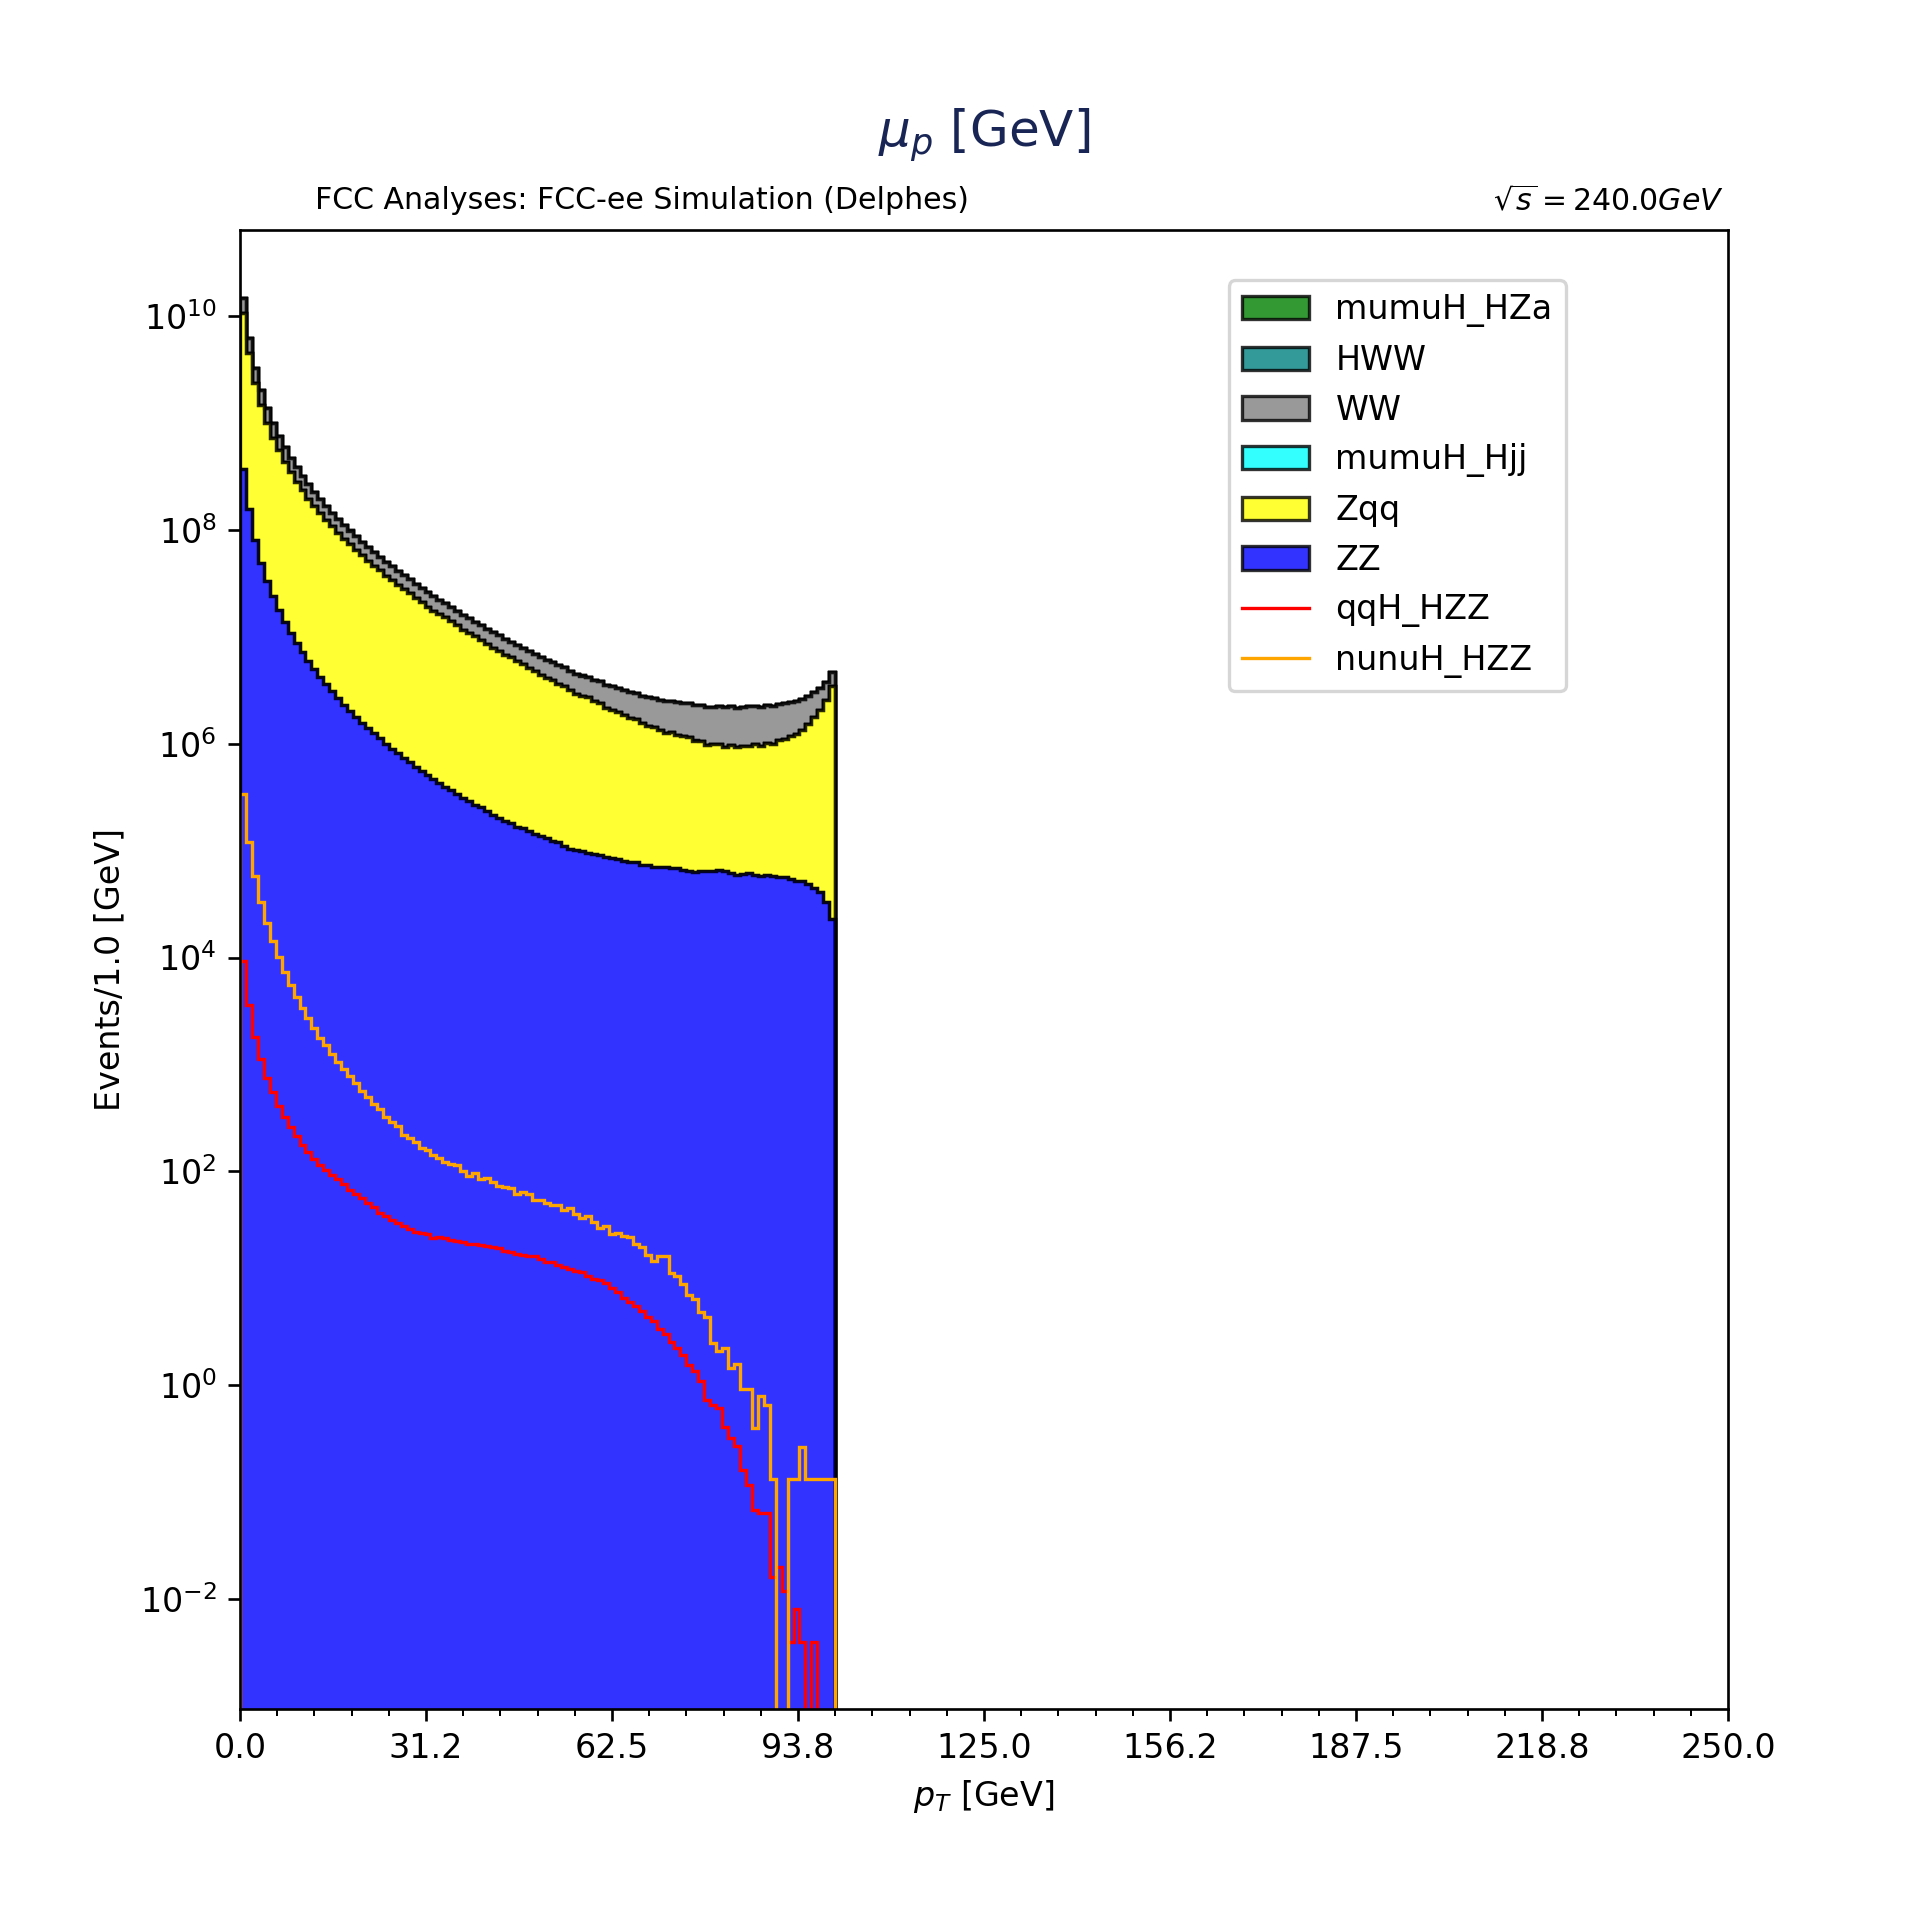 μ_p [GeV]
FCC Analyses: FCC-ee Simulation (Delphes)
√s = 240.0GeV
10^10
10^8
10^6
10^4
10^2
10^0
10^−2
Events/1.0 [GeV]
mumuH_HZa
HWW
WW
mumuH_Hjj
Zqq
ZZ
qqH_HZZ
nunuH_HZZ
0.0 31.2 62.5 93.8 125.0 156.2 187.5 218.8 250.0
p_T [GeV]